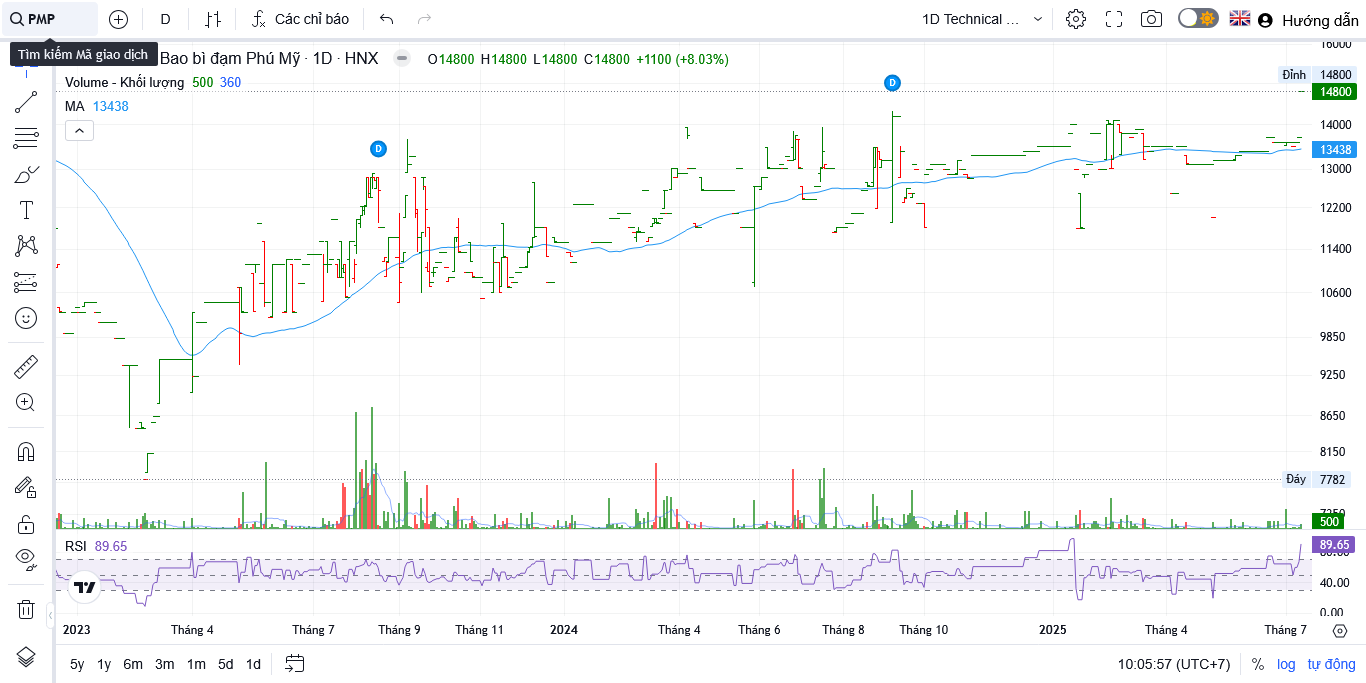 PMP
D
Các chỉ báo
1D Technical ...
Hướng dẫn
Tìm kiếm Mã giao dịch
Bao bì đạm Phú Mỹ · 1D · HNX
O14800 H14800 L14800 C14800 +1100 (+8.03%)
Volume - Khối lượng 500 360
MA 13438
D
D
16000
Đỉnh 14800
14800
14000
13438
13000
12200
11400
10600
9850
9250
8650
8150
Đáy 7782
7250
500
RSI 89.65
89.65
80.00
40.00
0.00
2023 Tháng 4 Tháng 7 Tháng 9 Tháng 11 2024 Tháng 4 Tháng 6 Tháng 8 Tháng 10 2025 Tháng 4 Tháng 7
5y 1y 6m 3m 1m 5d 1d
10:05:57 (UTC+7) % log tự động